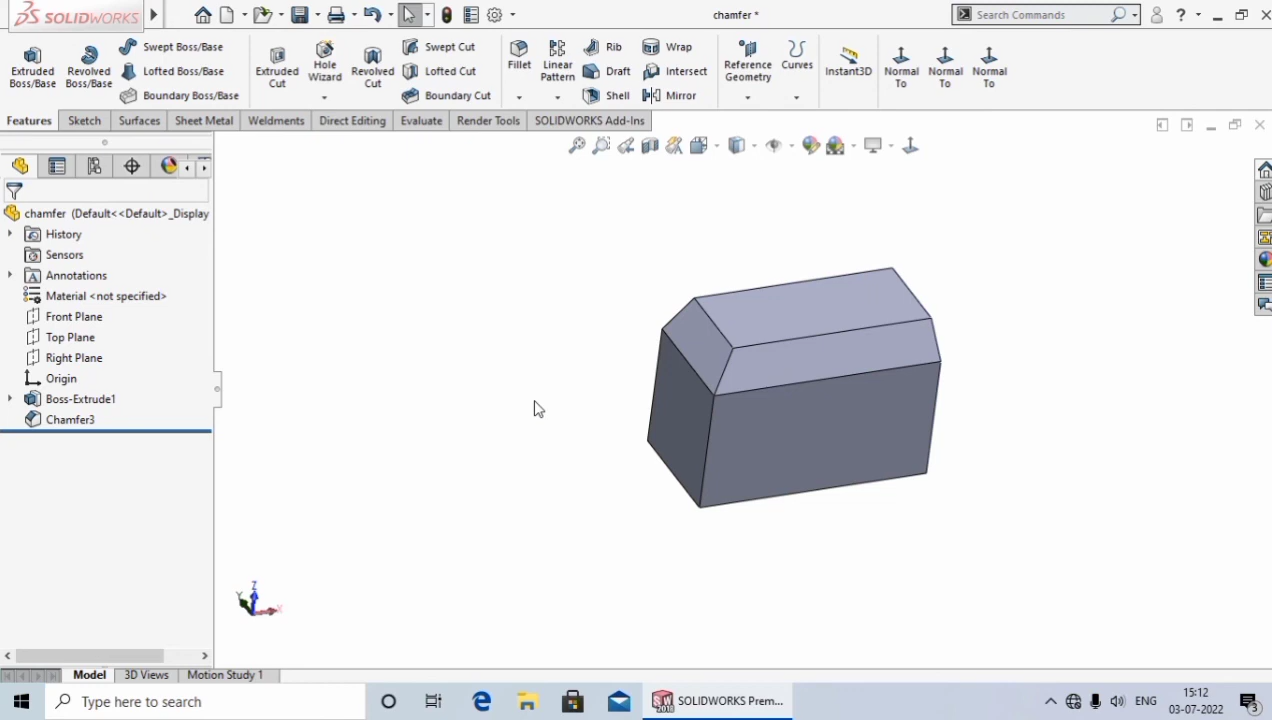 SOLIDWORKS
chamfer *
Search Commands
?
Extruded Boss/Base
Revolved Boss/Base
Swept Boss/Base
Lofted Boss/Base
Boundary Boss/Base
Extruded Cut
Hole Wizard
Revolved Cut
Swept Cut
Lofted Cut
Boundary Cut
Fillet
Linear Pattern
Rib
Draft
Shell
Wrap
Intersect
Mirror
Reference Geometry
Curves
Instant3D
Normal To
Normal To
Normal To
Features
Sketch
Surfaces
Sheet Metal
Weldments
Direct Editing
Evaluate
Render Tools
SOLIDWORKS Add-Ins
chamfer (Default<<Default>_Display
History
Sensors
Annotations
Material <not specified>
Front Plane
Top Plane
Right Plane
Origin
Boss-Extrude1
Chamfer3
Z
Y
X
Model
3D Views
Motion Study 1
Type here to search
SOLIDWORKS Prem...
ENG
15:12
03-07-2022
3